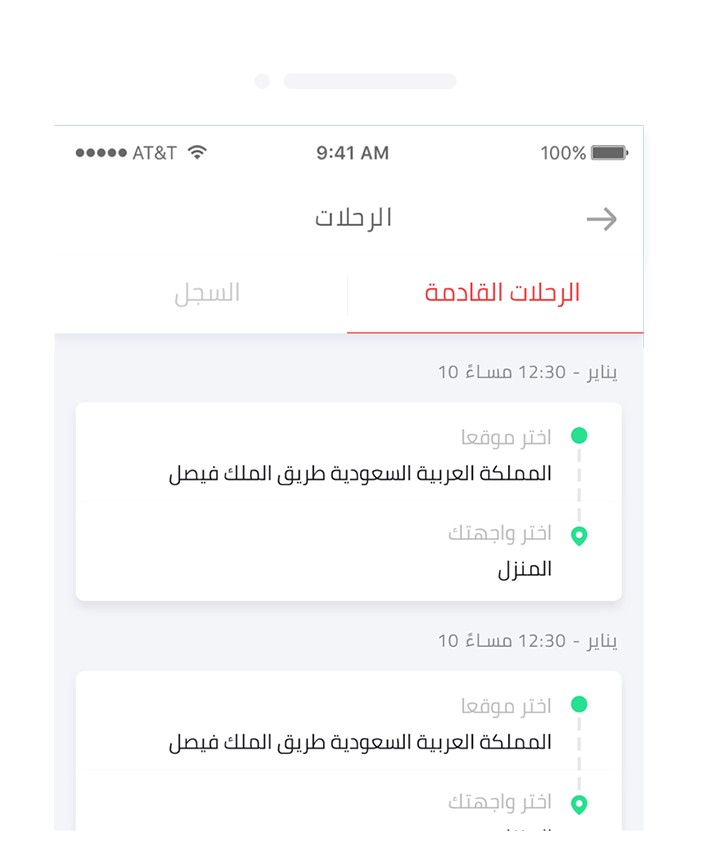 AT&T 9:41 AM 100%
الرحلات
الرحلات القادمة السجل
يناير - 12:30 مساءً 10
اختر موقعا
المملكة العربية السعودية طريق الملك فيصل
اختر واجهتك
المنزل
يناير - 12:30 مساءً 10
اختر موقعا
المملكة العربية السعودية طريق الملك فيصل
اختر واجهتك